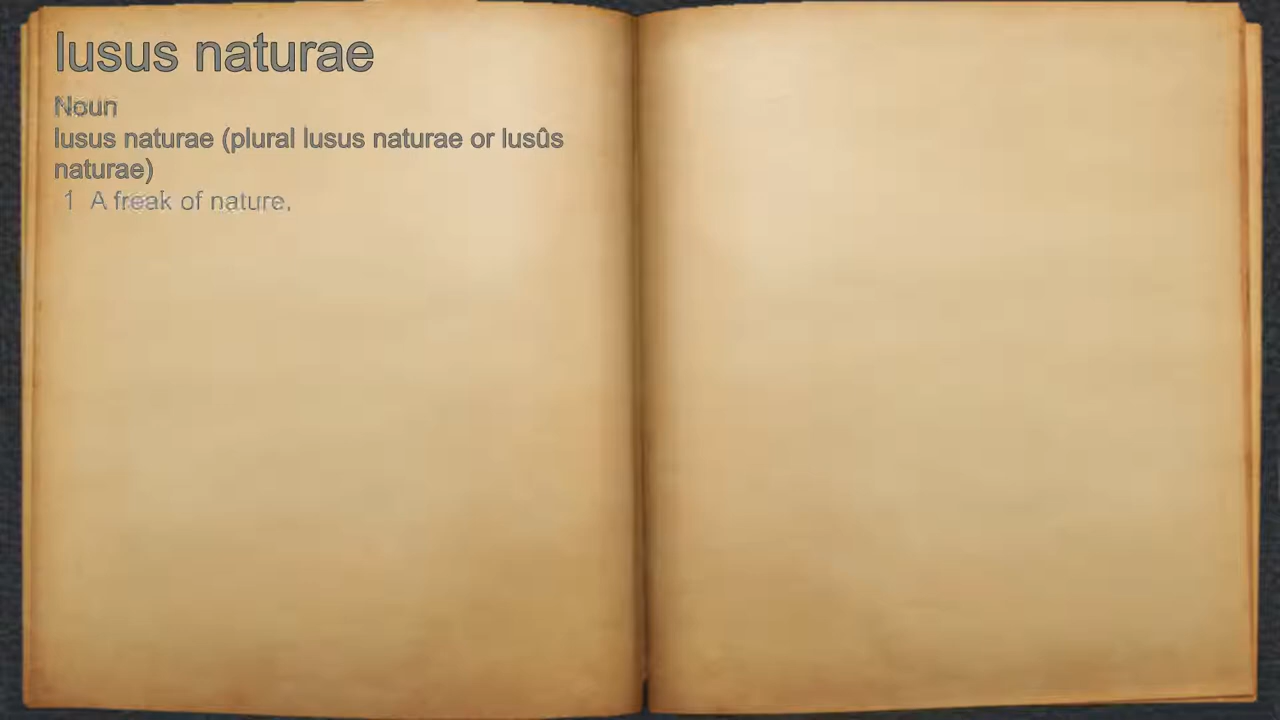 lusus naturae
Noun
lusus naturae (plural lusus naturae or lusûs
naturae)
1 A freak of nature.